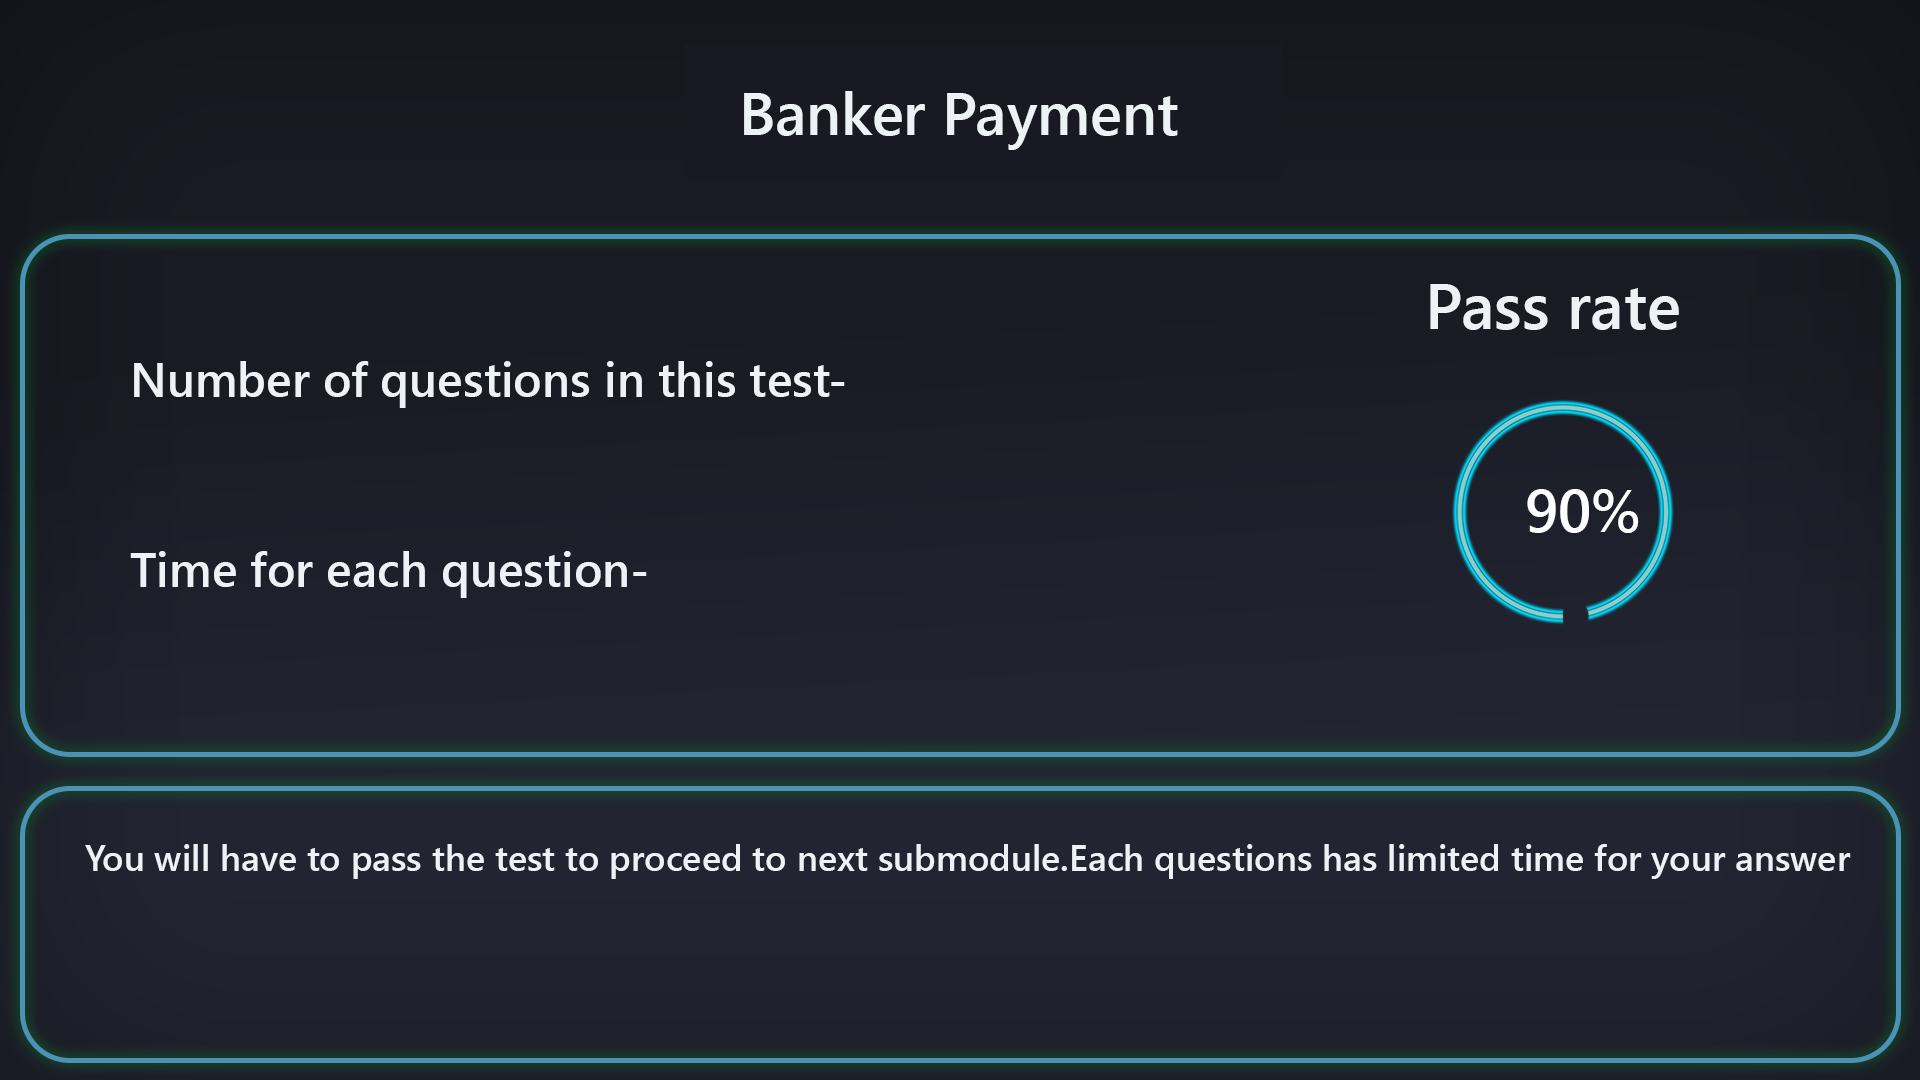 Banker Payment
Pass rate
Number of questions in this test-
90%
Time for each question-
You will have to pass the test to proceed to next submodule.Each questions has limited time for your answer